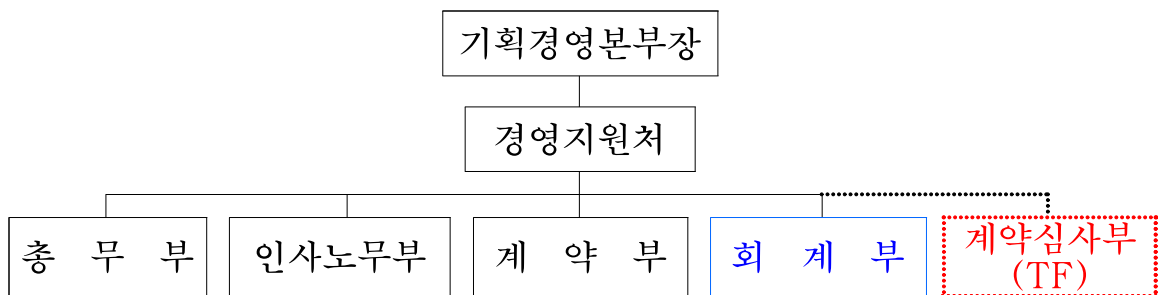 기획경영본부장
경영지원처
총 무 부
인사노무부
계 약 부
회 계 부
계약심사부
(TF)